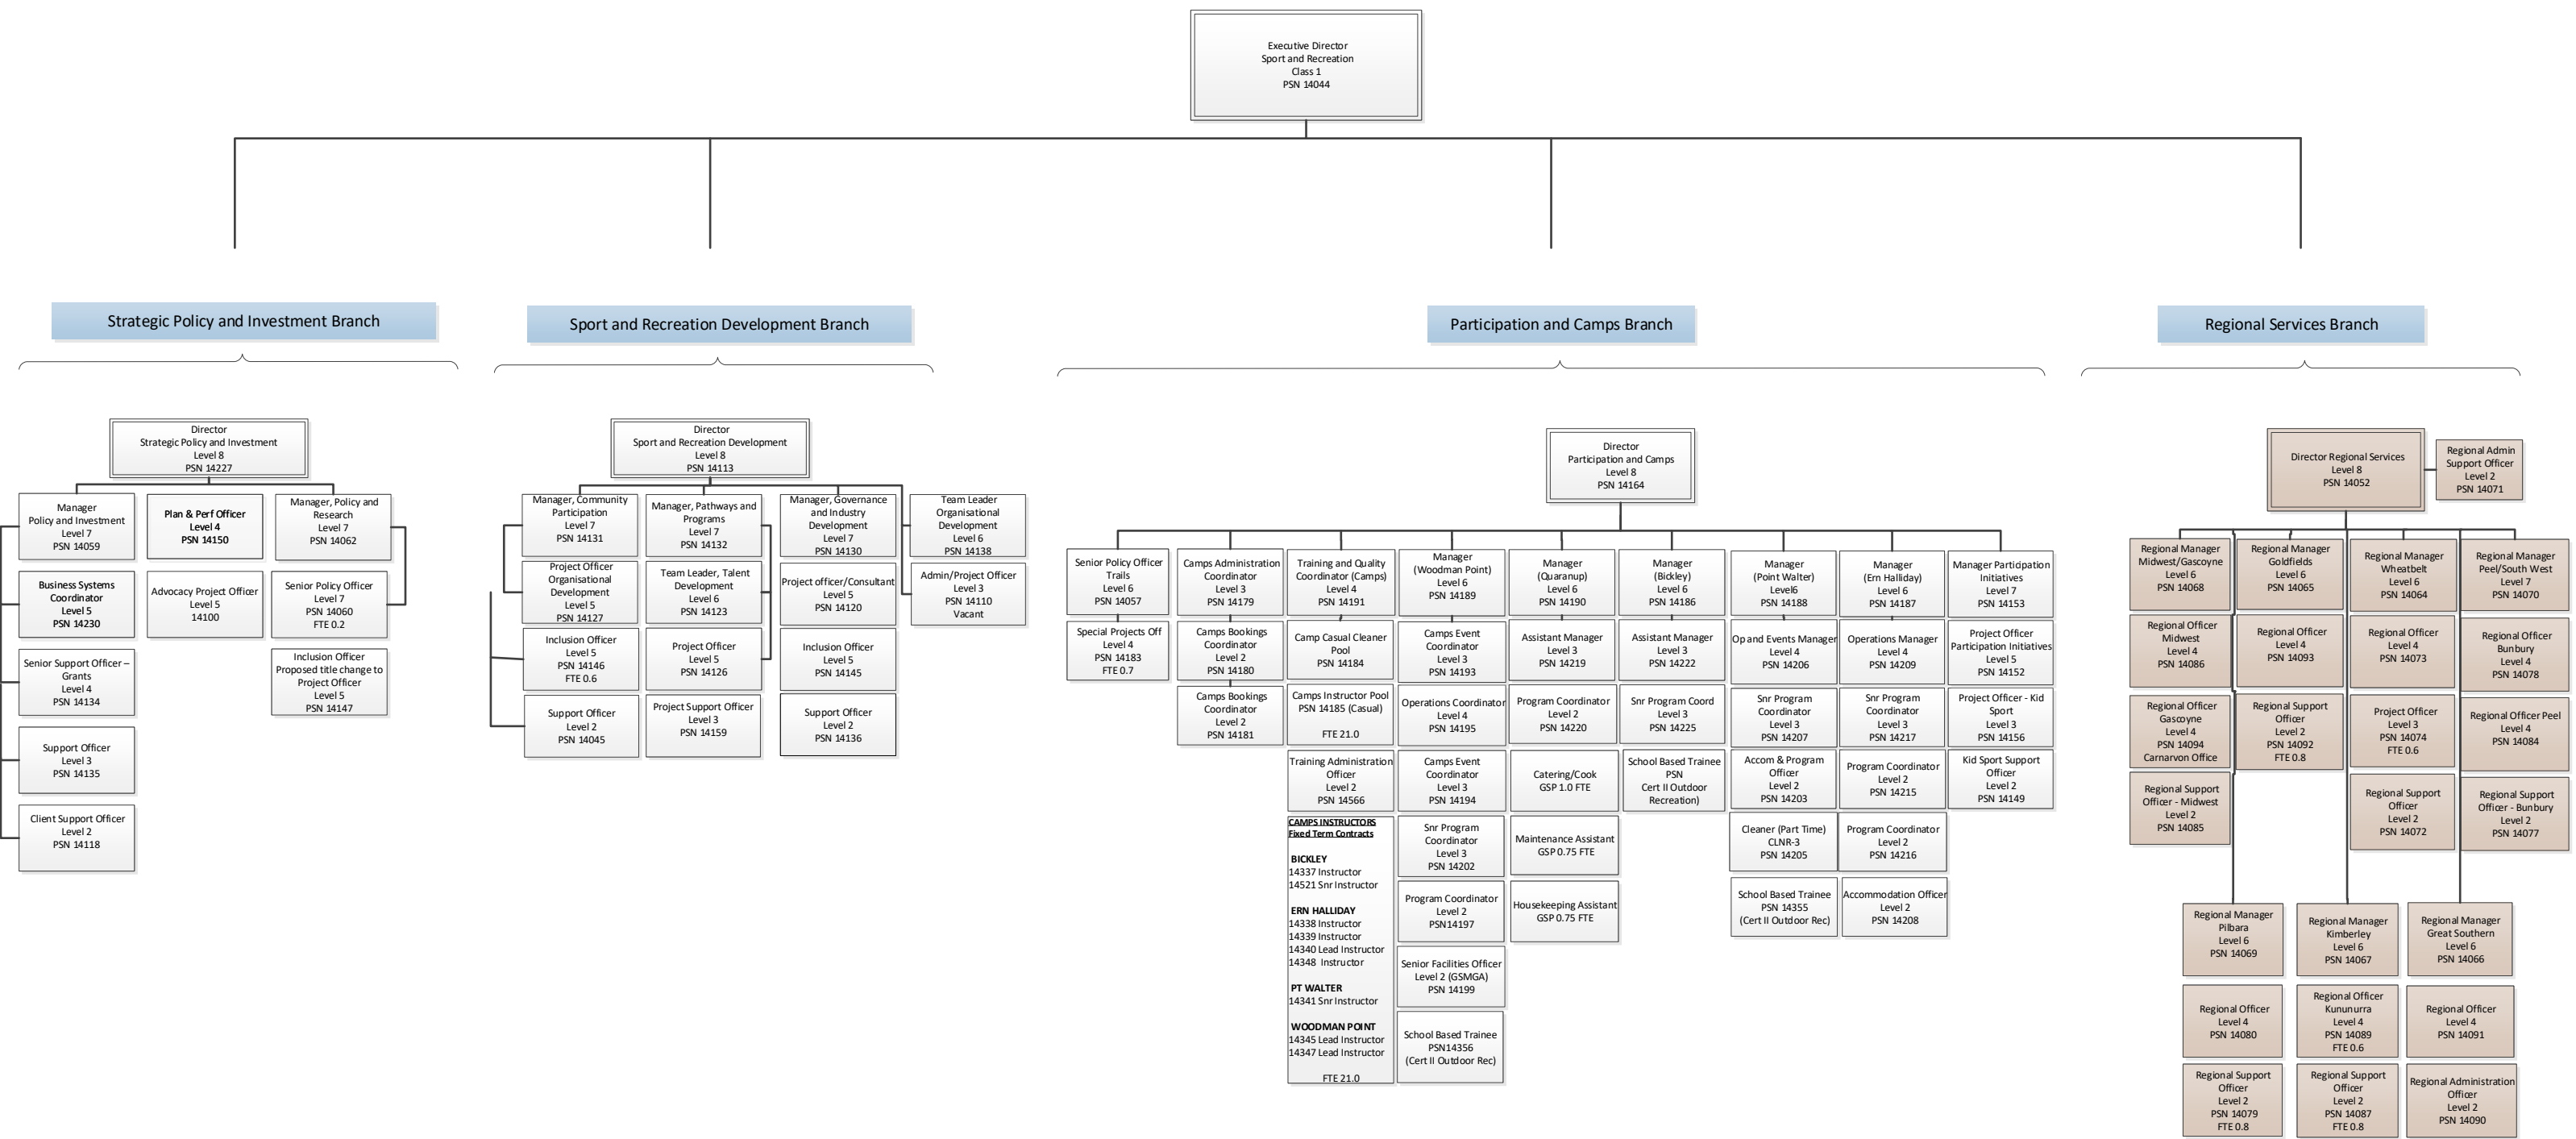 Executive Director
Sport and Recreation
Class 1
PSN 14044
Strategic Policy and Investment Branch
Sport and Recreation Development Branch
Participation and Camps Branch
Regional Services Branch
Director
Strategic Policy and Investment
Level 8
PSN 14227
Manager
Policy and Investment
Level 7
PSN 14059
Business Systems
Coordinator
Level 5
PSN 14230
Senior Support Officer –
Grants
Level 4
PSN 14134
Support Officer
Level 3
PSN 14135
Client Support Officer
Level 2
PSN 14118
Plan & Perf Officer
Level 4
PSN 14150
Advocacy Project Officer
Level 5
14100
Manager, Policy and
Research
Level 7
PSN 14062
Senior Policy Officer
Level 7
PSN 14060
FTE 0.2
Inclusion Officer
Proposed title change to
Project Officer
Level 5
PSN 14147
Director
Sport and Recreation Development
Level 8
PSN 14113
Manager, Community
Participation
Level 7
PSN 14131
Project Officer
Organisational
Development
Level 5
PSN 14127
Inclusion Officer
Level 5
PSN 14146
FTE 0.6
Support Officer
Level 2
PSN 14045
Manager, Pathways and
Programs
Level 7
PSN 14132
Team Leader, Talent
Development
Level 6
PSN 14123
Project Officer
Level 5
PSN 14126
Project Support Officer
Level 3
PSN 14159
Manager, Governance
and Industry
Development
Level 7
PSN 14130
Project officer/Consultant
Level 5
PSN 14120
Inclusion Officer
Level 5
PSN 14145
Support Officer
Level 2
PSN 14136
Team Leader
Organisational
Development
Level 6
PSN 14138
Admin/Project Officer
Level 3
PSN 14110
Vacant
Director
Participation and Camps
Level 8
PSN 14164
Senior Policy Officer
Trails
Level 6
PSN 14057
Special Projects Off
Level 4
PSN 14183
FTE 0.7
Camps Administration
Coordinator
Level 3
PSN 14179
Camps Bookings
Coordinator
Level 2
PSN 14180
Camps Bookings
Coordinator
Level 2
PSN 14181
Training and Quality
Coordinator (Camps)
Level 4
PSN 14191
Camp Casual Cleaner
Pool
PSN 14184
Camps Instructor Pool
PSN 14185 (Casual)
FTE 21.0
Training Administration
Officer
Level 2
PSN 14566
CAMPS INSTRUCTORS
Fixed Term Contracts
BICKLEY
14337 Instructor
14521 Snr Instructor
ERN HALLIDAY
14338 Instructor
14339 Instructor
14340 Lead Instructor
14348 Instructor
PT WALTER
14341 Snr Instructor
WOODMAN POINT
14345 Lead Instructor
14347 Lead Instructor
FTE 21.0
Manager
(Woodman Point)
Level 6
PSN 14189
Camps Event
Coordinator
Level 3
PSN 14193
Operations Coordinator
Level 4
PSN 14195
Camps Event
Coordinator
Level 3
PSN 14194
Snr Program
Coordinator
Level 3
PSN 14202
Program Coordinator
Level 2
PSN14197
Senior Facilities Officer
Level 2 (GSMGA)
PSN 14199
School Based Trainee
PSN14356
(Cert II Outdoor Rec)
Manager
(Quaranup)
Level 6
PSN 14190
Assistant Manager
Level 3
PSN 14219
Program Coordinator
Level 2
PSN 14220
Catering/Cook
GSP 1.0 FTE
Maintenance Assistant
GSP 0.75 FTE
Housekeeping Assistant
GSP 0.75 FTE
Manager
(Bickley)
Level 6
PSN 14186
Assistant Manager
Level 3
PSN 14222
Snr Program Coord
Level 3
PSN 14225
School Based Trainee
PSN
Cert II Outdoor
Recreation)
Manager
(Point Walter)
Level6
PSN 14188
Op and Events Manager
Level 4
PSN 14206
Snr Program
Coordinator
Level 3
PSN 14207
Accom & Program
Officer
Level 2
PSN 14203
Cleaner (Part Time)
CLNR-3
PSN 14205
School Based Trainee
PSN 14355
(Cert II Outdoor Rec)
Manager
(Ern Halliday)
Level 6
PSN 14187
Operations Manager
Level 4
PSN 14209
Snr Program
Coordinator
Level 3
PSN 14217
Program Coordinator
Level 2
PSN 14215
Program Coordinator
Level 2
PSN 14216
Accommodation Officer
Level 2
PSN 14208
Manager Partcipation
Initiatives
Level 7
PSN 14153
Project Officer
Participation Initiatives
Level 5
PSN 14152
Project Officer - Kid
Sport
Level 3
PSN 14156
Kid Sport Support
Officer
Level 2
PSN 14149
Director Regional Services
Level 8
PSN 14052
Regional Admin
Support Officer
Level 2
PSN 14071
Regional Manager
Midwest/Gascoyne
Level 6
PSN 14068
Regional Officer
Midwest
Level 4
PSN 14086
Regional Officer
Gascoyne
Level 4
PSN 14094
Carnarvon Office
Regional Support
Officer - Midwest
Level 2
PSN 14085
Regional Manager
Goldfields
Level 6
PSN 14065
Regional Officer
Level 4
PSN 14093
Regional Support
Officer
Level 2
PSN 14092
FTE 0.8
Regional Manager
Wheatbelt
Level 6
PSN 14064
Regional Officer
Level 4
PSN 14073
Project Officer
Level 3
PSN 14074
FTE 0.6
Regional Support
Officer
Level 2
PSN 14072
Regional Manager
Peel/South West
Level 7
PSN 14070
Regional Officer
Bunbury
Level 4
PSN 14078
Regional Officer Peel
Level 4
PSN 14084
Regional Support
Officer - Bunbury
Level 2
PSN 14077
Regional Manager
Pilbara
Level 6
PSN 14069
Regional Officer
Level 4
PSN 14080
Regional Support
Officer
Level 2
PSN 14079
FTE 0.8
Regional Manager
Kimberley
Level 6
PSN 14067
Regional Officer
Kununurra
Level 4
PSN 14089
FTE 0.6
Regional Support
Officer
Level 2
PSN 14087
FTE 0.8
Regional Manager
Great Southern
Level 6
PSN 14066
Regional Officer
Level 4
PSN 14091
Regional Administration
Officer
Level 2
PSN 14090